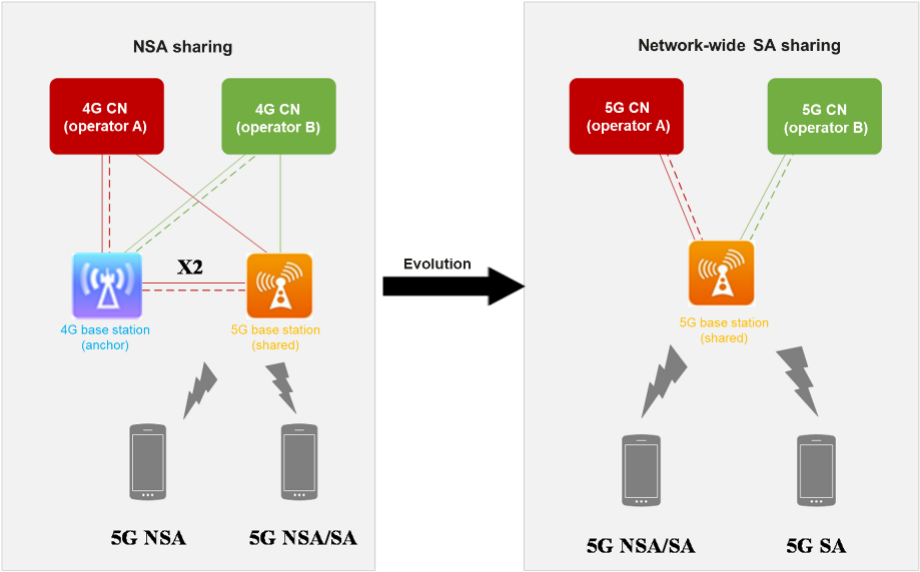 NSA sharing
4G CN
(operator A)
4G CN
(operator B)
X2
4G base station
(anchor)
5G base station
(shared)
5G NSA
5G NSA/SA
Evolution
Network-wide SA sharing
5G CN
(operator A)
5G CN
(operator B)
5G base station
(shared)
5G NSA/SA
5G SA